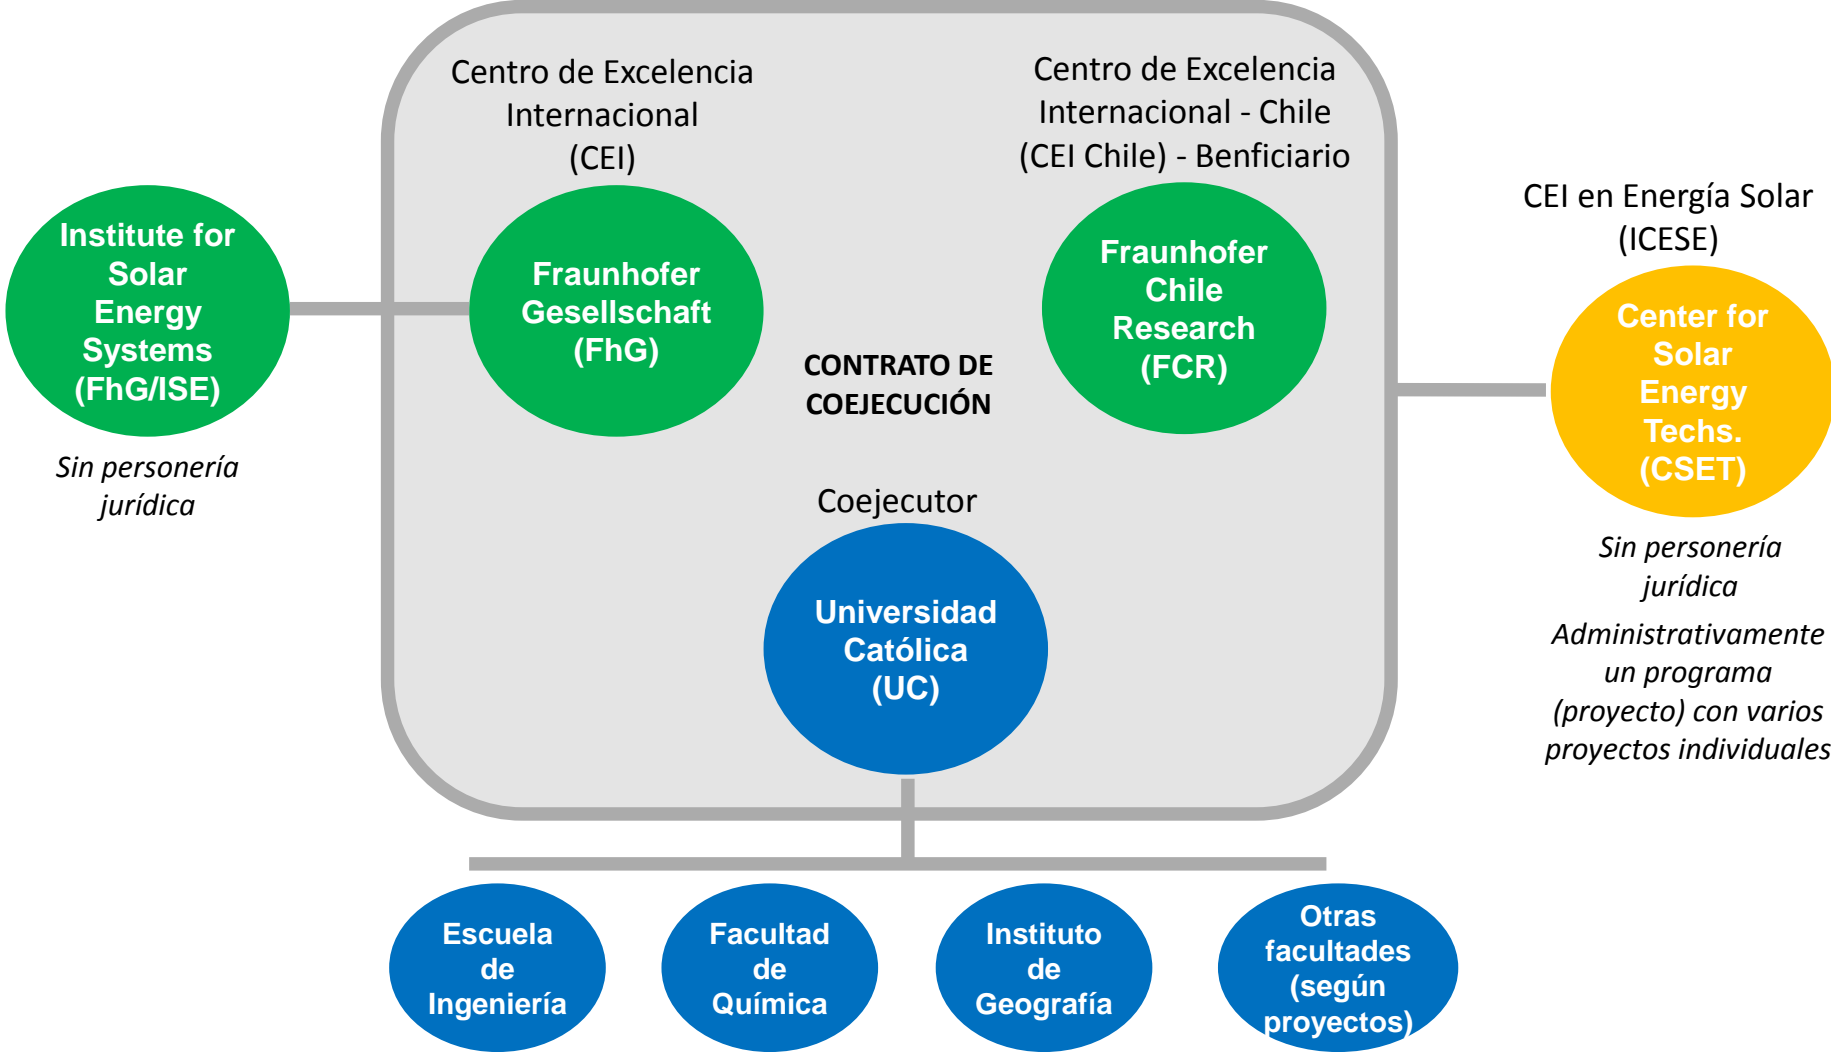 Centro de Excelencia
Internacional
(CEI)
Centro de Excelencia
Internacional - Chile
(CEI Chile) - Benficiario
CEI en Energía Solar
(ICESE)
Institute for
Solar
Energy
Systems
(FhG/ISE)
Sin personería
jurídica
Fraunhofer
Gesellschaft
(FhG)
CONTRATO DE
COEJECUCIÓN
Fraunhofer
Chile
Research
(FCR)
Center for
Solar
Energy
Techs.
(CSET)
Sin personería
jurídica
Administrativamente
un programa
(proyecto) con varios
proyectos individuales
Coejecutor
Universidad
Católica
(UC)
Escuela
de
Ingeniería
Facultad
de
Química
Instituto
de
Geografía
Otras
facultades
(según
proyectos)